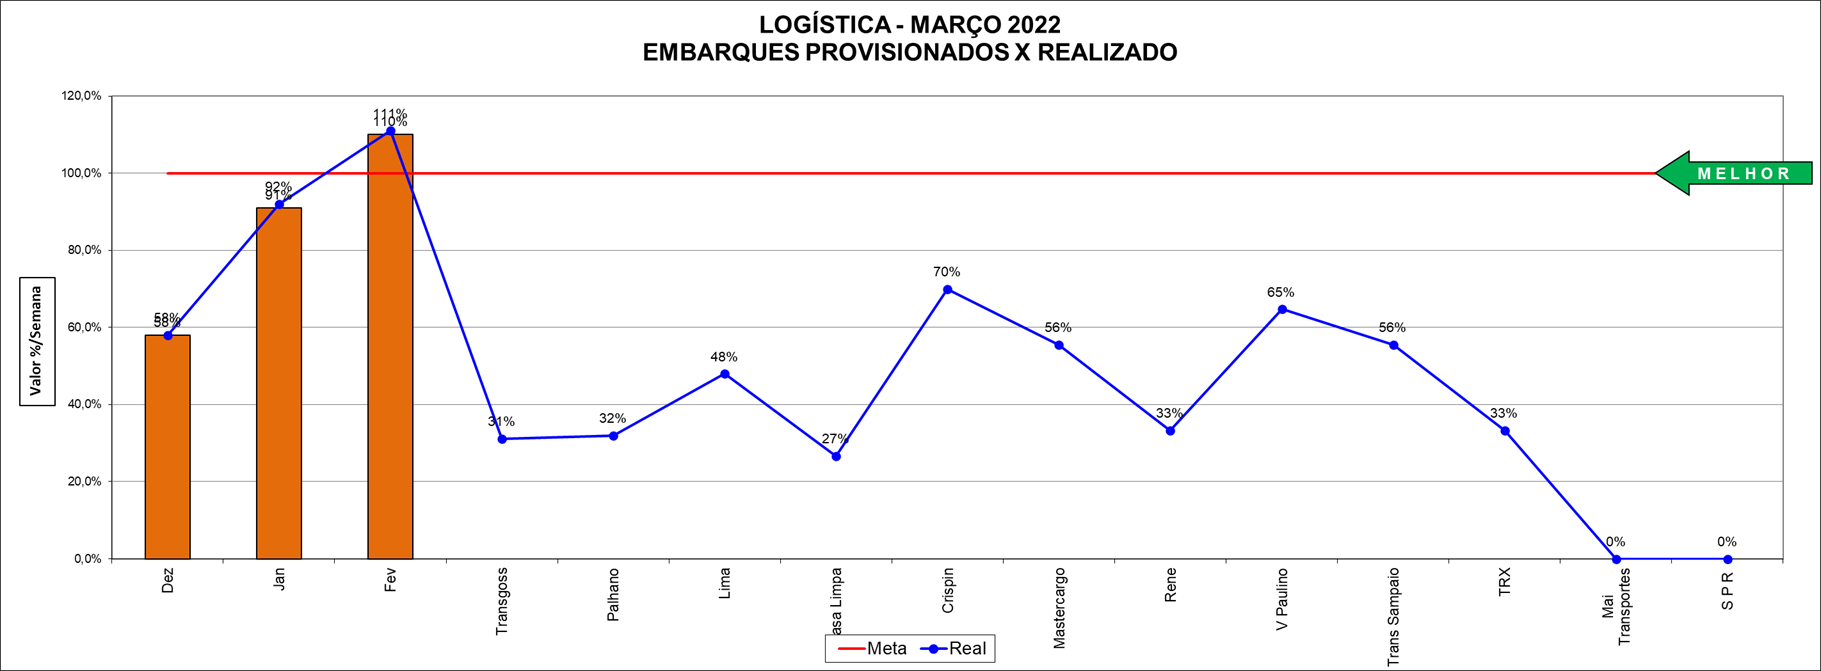 LOGÍSTICA - MARÇO 2022
EMBARQUES PROVISIONADOS X REALIZADO
120,0%
100,0%
80,0%
60,0%
40,0%
20,0%
0,0%
Valor %/Semana
58%
58%
92%
91%
111%
110%
31%
32%
48%
27%
70%
56%
33%
65%
56%
33%
0%
0%
MELHOR
Dez
Jan
Fev
Transgoss
Palhano
Lima
asa Limpa
Crispin
Mastercargo
Rene
V Paulino
Trans Sampaio
TRX
Mai
Transportes
S P R
Meta
Real